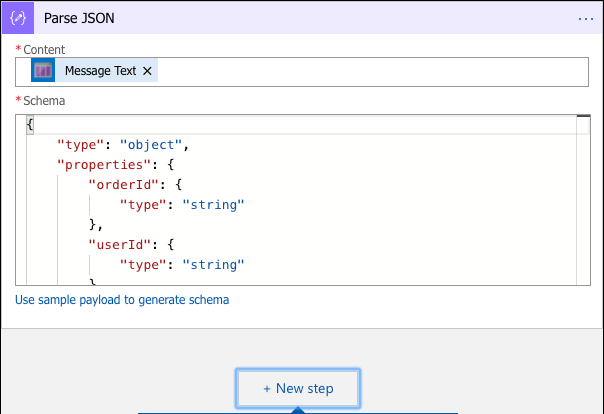 Parse JSON
...
* Content
Message Text ×
* Schema
{
"type": "object",
"properties": {
"orderId": {
"type": "string"
},
"userId": {
"type": "string"
}
Use sample payload to generate schema
+ New step